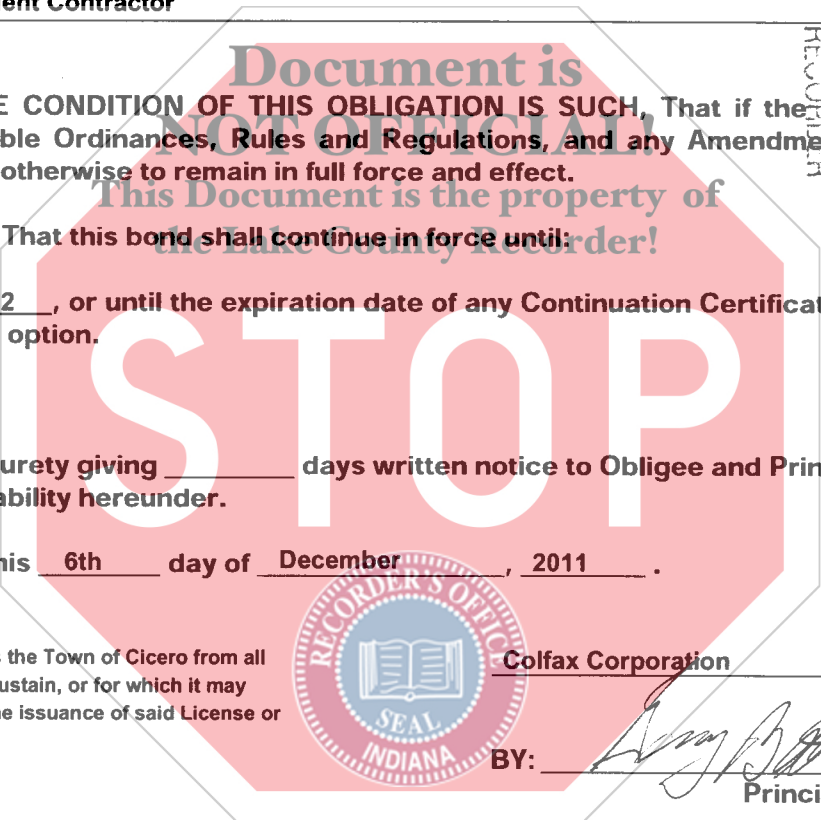 ent Contractor
RECORDER
Document is
E CONDITION OF THIS OBLIGATION IS SUCH, That if the
NOT OFFICIAL!
ble Ordinances, Rules and Regulations, and any Amendme
otherwise to remain in full force and effect.
This Document is the property of
That this bond shall continue in force until:
the Lake County Recorder!
2 , or until the expiration date of any Continuation Certificat
option.
STOP
urety giving ________ days written notice to Obligee and Prin
ability hereunder.
his 6th day of December , 2011 .
RECORDER'S OFFICE
SEAL
INDIANA
s the Town of Cicero from all
ustain, or for which it may
he issuance of said License or
Colfax Corporation
BY:
Princi